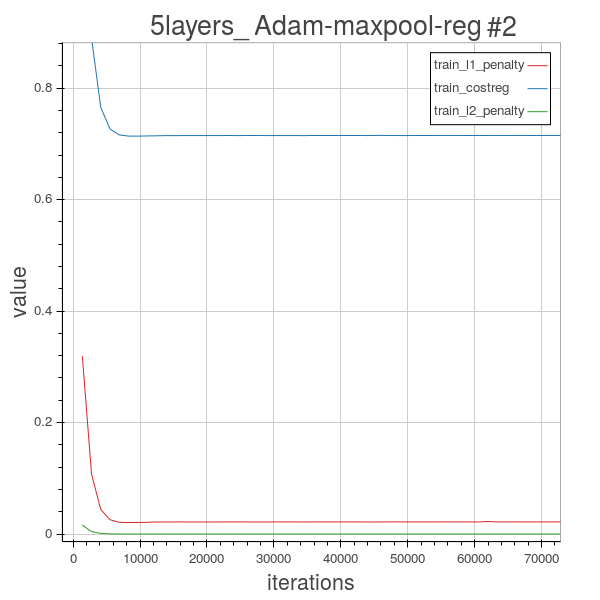 5layers_ Adam-maxpool-reg #2
train_l1_penalty
train_costreg
train_l2_penalty
value
0.8
0.6
0.4
0.2
0
0 10000 20000 30000 40000 50000 60000 70000
iterations